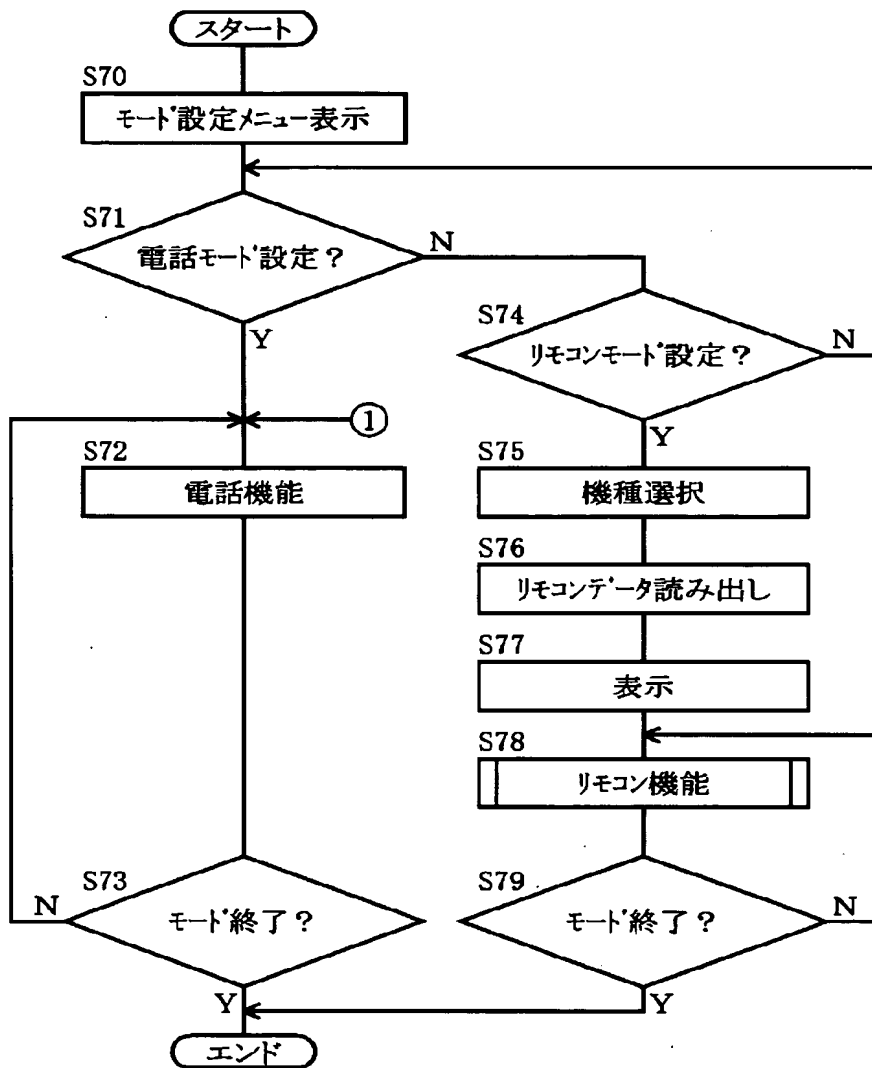 スタート
S70
モード設定メニュー表示
S71
電話モード設定？
N
Y
S74
リモコンモード設定？
N
Y
①
S72
電話機能
S75
機種選択
S76
リモコンデータ読み出し
S77
表示
S78
リモコン機能
S73
モード終了？
N
Y
S79
モード終了？
N
Y
エンド